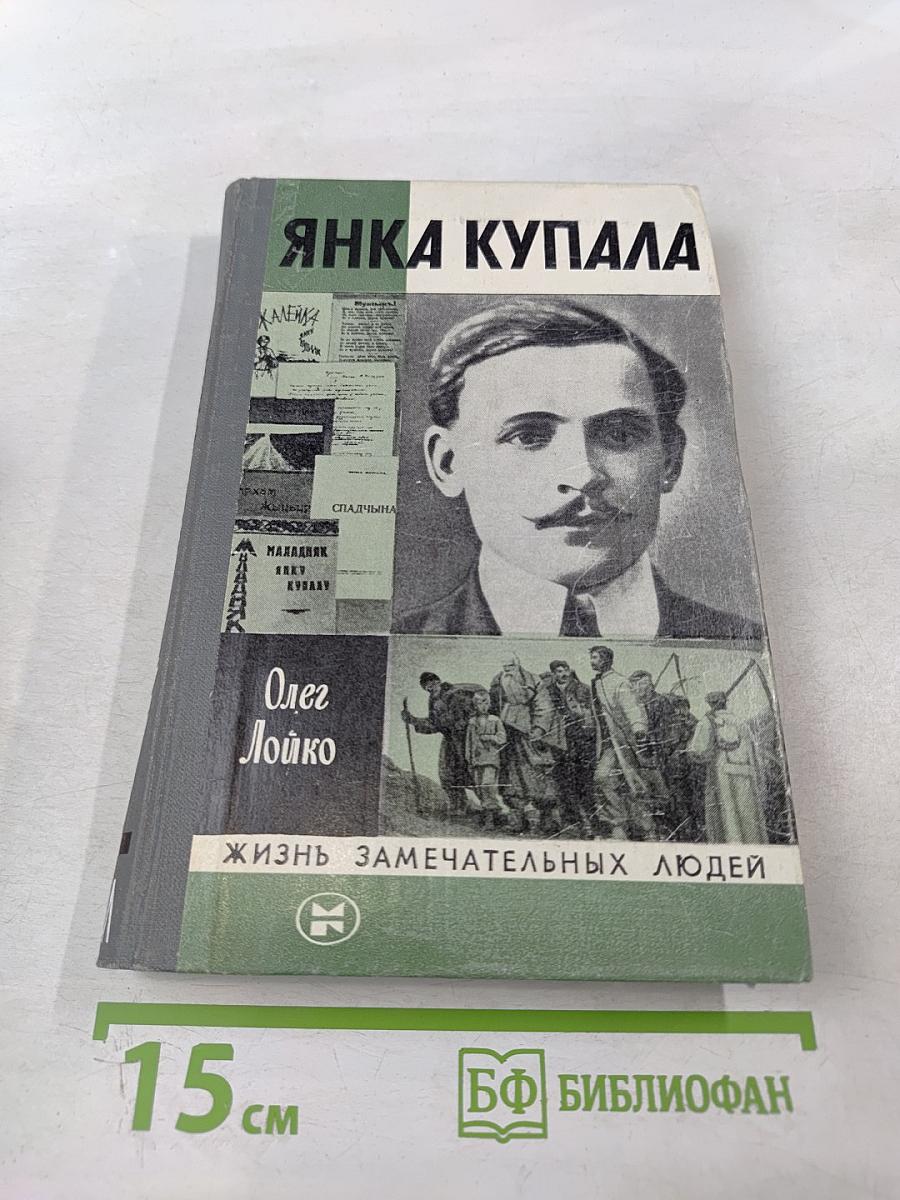 ЯНКА КУПАЛА
ЖАЛЕЙКА
СПАДЧЫНА
МАЛАДНЯК
ЯНКУ
КУПАЛУ
Олег
Лойко
ЖИЗНЬ ЗАМЕЧАТЕЛЬНЫХ ЛЮДЕЙ
15 см
БФ БИБЛИОФАН